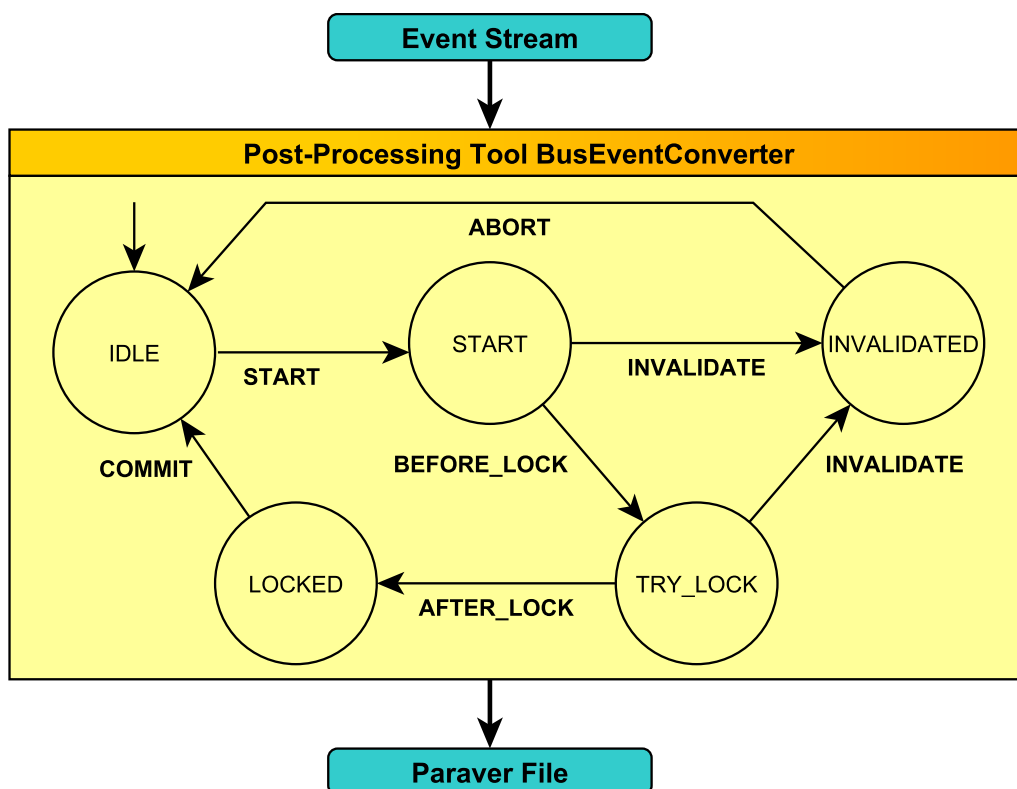 Event Stream
Post-Processing Tool BusEventConverter
ABORT
IDLE
START
START
INVALIDATE
INVALIDATED
COMMIT
BEFORE_LOCK
INVALIDATE
LOCKED
AFTER_LOCK
TRY_LOCK
Paraver File